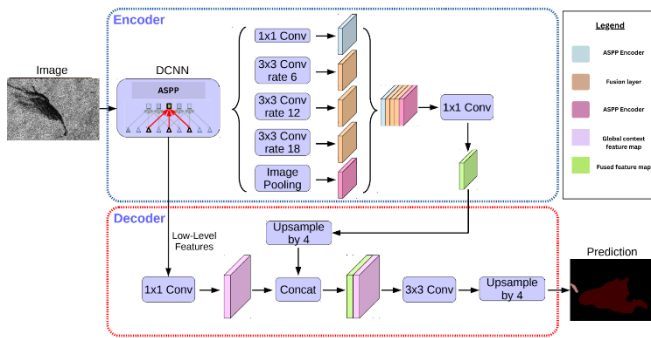 Encoder
Image
DCNN
ASPP
1x1 Conv
3x3 Conv
rate 6
3x3 Conv
rate 12
3x3 Conv
rate 18
Image
Pooling
1x1 Conv
Legend
ASPP Encoder
Fusion layer
ASPP Encoder
Global context
feature map
Fused feature map
Decoder
Low-Level
Features
Upsample
by 4
1x1 Conv
Concat
3x3 Conv
Upsample
by 4
Prediction